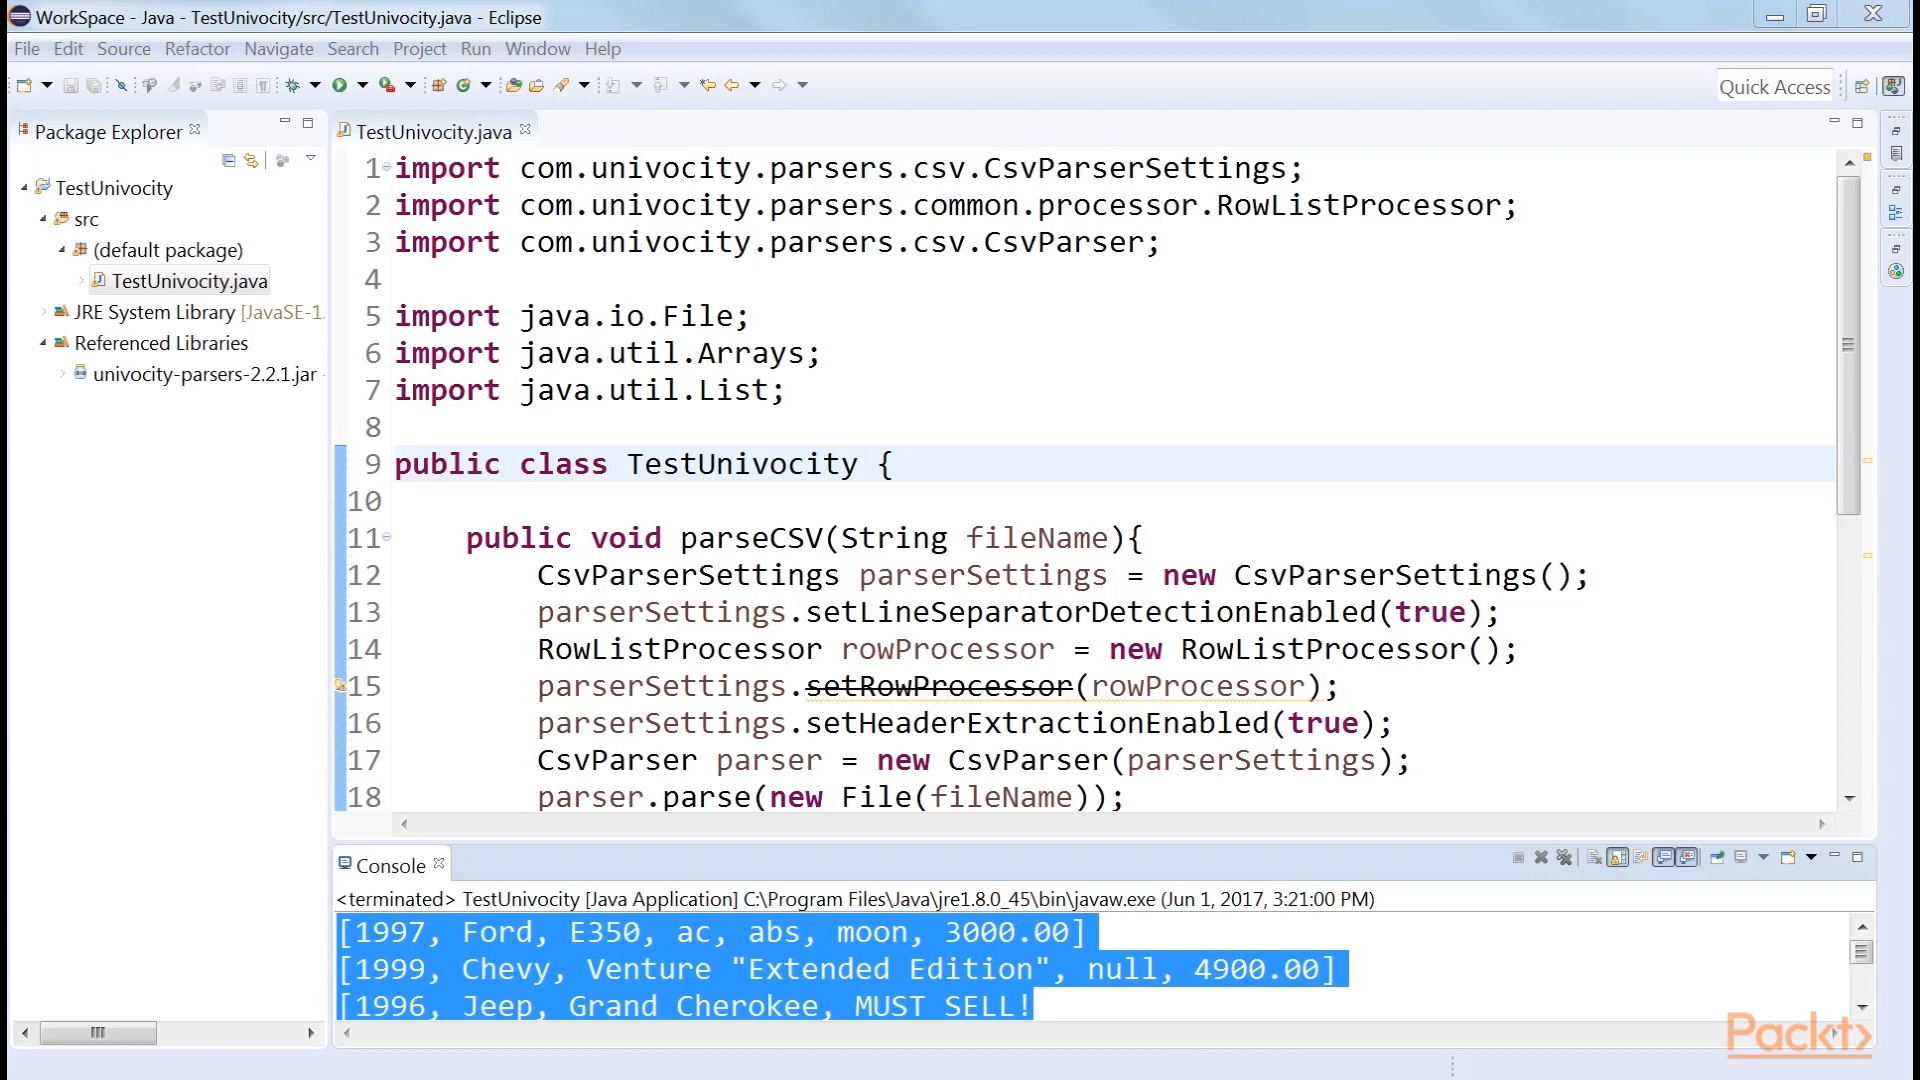 WorkSpace - Java - TestUnivocity/src/TestUnivocity.java - Eclipse
File Edit Source Refactor Navigate Search Project Run Window Help
Quick Access
Package Explorer
TestUnivocity
src
(default package)
TestUnivocity.java
JRE System Library [JavaSE-1.
Referenced Libraries
univocity-parsers-2.2.1.jar
TestUnivocity.java
1 import com.univocity.parsers.csv.CsvParserSettings;
2 import com.univocity.parsers.common.processor.RowListProcessor;
3 import com.univocity.parsers.csv.CsvParser;
4
5 import java.io.File;
6 import java.util.Arrays;
7 import java.util.List;
8
9 public class TestUnivocity {
10
11 public void parseCSV(String fileName){
12 CsvParserSettings parserSettings = new CsvParserSettings();
13 parserSettings.setLineSeparatorDetectionEnabled(true);
14 RowListProcessor rowProcessor = new RowListProcessor();
15 parserSettings.setRowProcessor(rowProcessor);
16 parserSettings.setHeaderExtractionEnabled(true);
17 CsvParser parser = new CsvParser(parserSettings);
18 parser.parse(new File(fileName));
Console
<terminated> TestUnivocity [Java Application] C:\Program Files\Java\jre1.8.0_45\bin\javaw.exe (Jun 1, 2017, 3:21:00 PM)
[1997, Ford, E350, ac, abs, moon, 3000.00]
[1999, Chevy, Venture "Extended Edition", null, 4900.00]
[1996, Jeep, Grand Cherokee, MUST SELL!
Packt